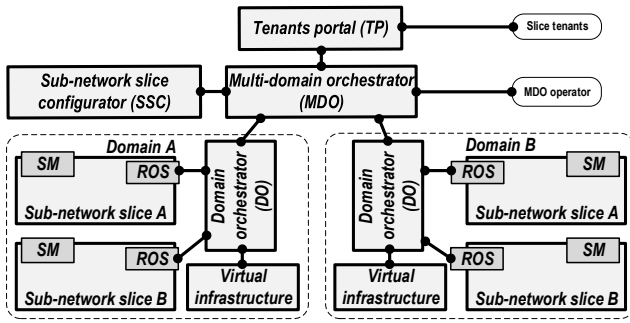 Tenants portal (TP)
Slice tenants
Sub-network slice
configurator (SSC)
Multi-domain orchestrator
(MDO)
MDO operator
Domain A
SM
ROS
Sub-network slice A
SM
ROS
Sub-network slice B
Domain
orchestrator
(DO)
Virtual
infrastructure
Domain B
Domain
orchestrator
(DO)
Virtual
infrastructure
ROS
SM
Sub-network slice A
ROS
SM
Sub-network slice B